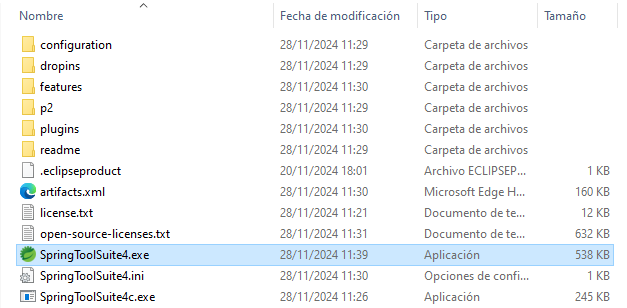 Nombre Fecha de modificación Tipo Tamaño
configuration 28/11/2024 11:29 Carpeta de archivos
dropins 28/11/2024 11:29 Carpeta de archivos
features 28/11/2024 11:30 Carpeta de archivos
p2 28/11/2024 11:29 Carpeta de archivos
plugins 28/11/2024 11:30 Carpeta de archivos
readme 28/11/2024 11:29 Carpeta de archivos
.eclipseproduct 20/11/2024 18:01 Archivo ECLIPSEP... 1 KB
artifacts.xml 28/11/2024 11:30 Microsoft Edge H... 160 KB
license.txt 28/11/2024 11:21 Documento de te... 12 KB
open-source-licenses.txt 28/11/2024 11:21 Documento de te... 632 KB
SpringToolSuite4.exe 28/11/2024 11:39 Aplicación 538 KB
SpringToolSuite4.ini 28/11/2024 11:30 Opciones de confi... 1 KB
SpringToolSuite4c.exe 28/11/2024 11:26 Aplicación 245 KB